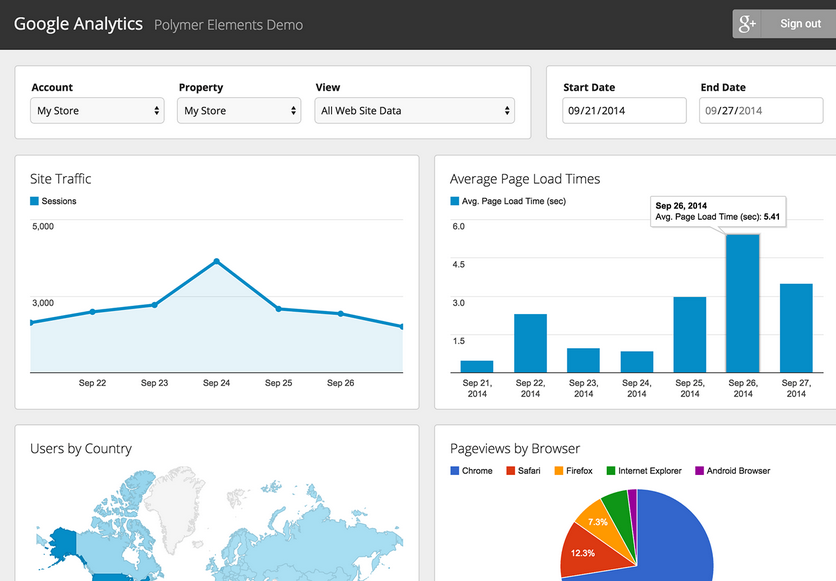 Google Analytics Polymer Elements Demo
g+ Sign out
Account Property View
My Store My Store All Web Site Data
Start Date End Date
09/21/2014 09/27/2014
Site Traffic
Sessions
5,000
3,000
Sep 22 Sep 23 Sep 24 Sep 25 Sep 26
Average Page Load Times
Avg. Page Load Time (sec)
Sep 26, 2014
Avg. Page Load Time (sec): 5.41
6.0
4.5
3.0
1.5
Sep 21, Sep 22, Sep 23, Sep 24, Sep 25, Sep 26, Sep 27,
2014 2014 2014 2014 2014 2014 2014
Users by Country
Pageviews by Browser
Chrome Safari Firefox Internet Explorer Android Browser
7.3%
12.3%